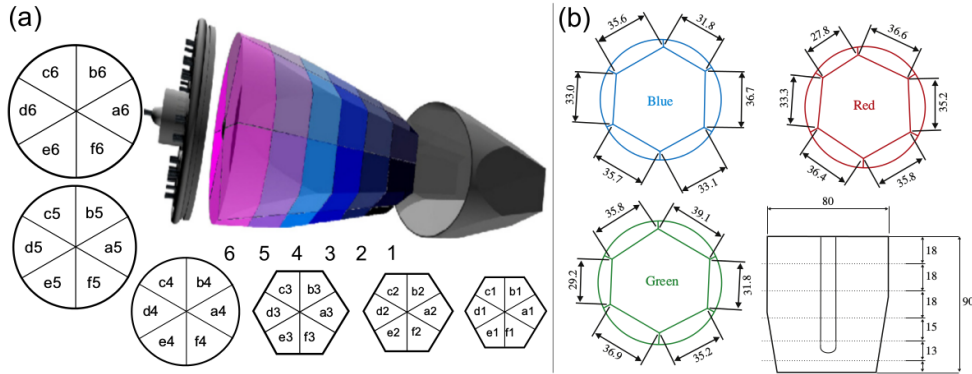 (a)
c6 b6
d6 a6
e6 f6
c5 b5
d5 a5
e5 f5
6 5 4 3 2 1
c4 b4
d4 a4
e4 f4
c3 b3
d3 a3
e3 f3
c2 b2
d2 a2
e2 f2
c1 b1
d1 a1
e1 f1
(b)
35.6 31.8
33.0 Blue 36.7
35.7 33.1
27.8 36.6
33.3 Red 35.2
36.4 35.8
35.8 39.1
29.2 Green 31.8
36.9 35.2
80
18
18
18
15
13
90